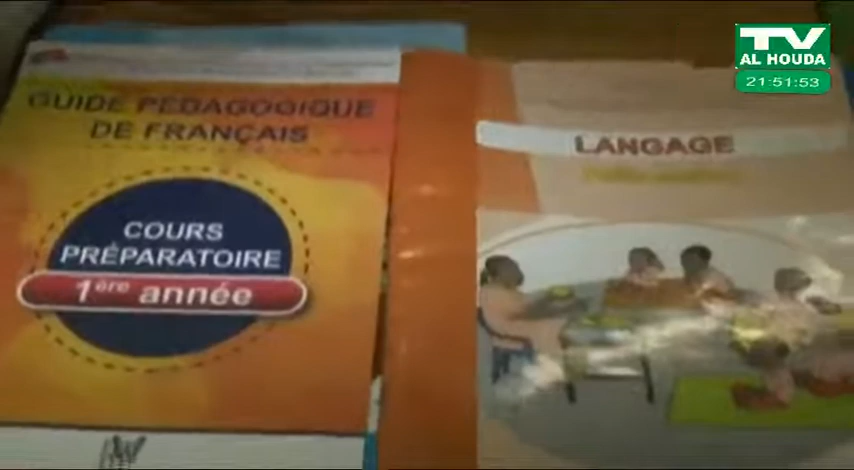 GUIDE PÉDAGOGIQUE
DE FRANÇAIS
COURS
PRÉPARATOIRE
1ère année
LANGAGE
TV
AL HOUDA
21:51:53